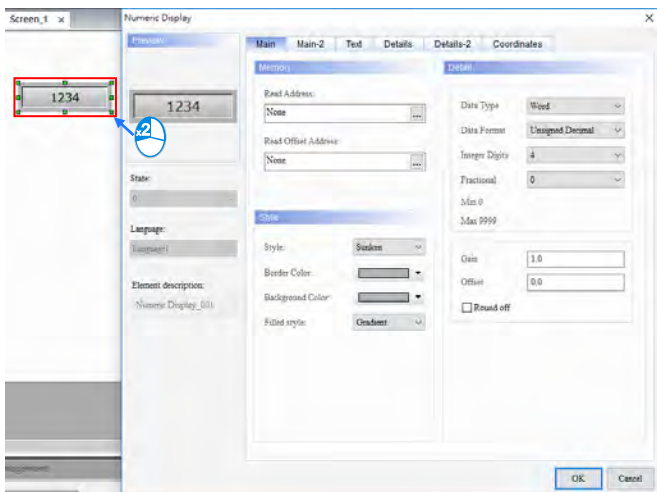 Screen_1 x
1234
x2
Numeric Display
Preview
1234
State:
0
Language:
Language1
Element description:
Numeric Display_001
Main Main-2 Text Details Details-2 Coordinates
Memory
Read Address:
None ...
Read Offset Address:
None ...
Style
Style: Sunken
Border Color:
Background Color:
Filled style: Gradient
Detail
Data Type Word
Data Format Unsigned Decimal
Integer Digits 4
Fractional 0
Min 0
Max 9999
Gain 1.0
Offset 0.0
Round off
OK Cancel